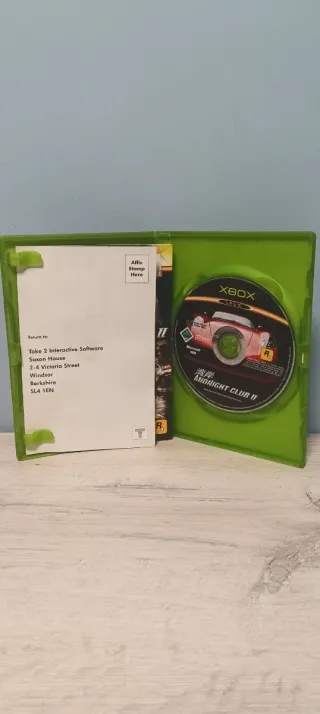 Affix
Stamp
Here
Return to:
Take 2 Interactive Software
Saxon House
2-4 Victoria Street
Windsor
Berkshire
SL4 1EN
II
R
XBOX
R
MIDNIGHT CLUB II